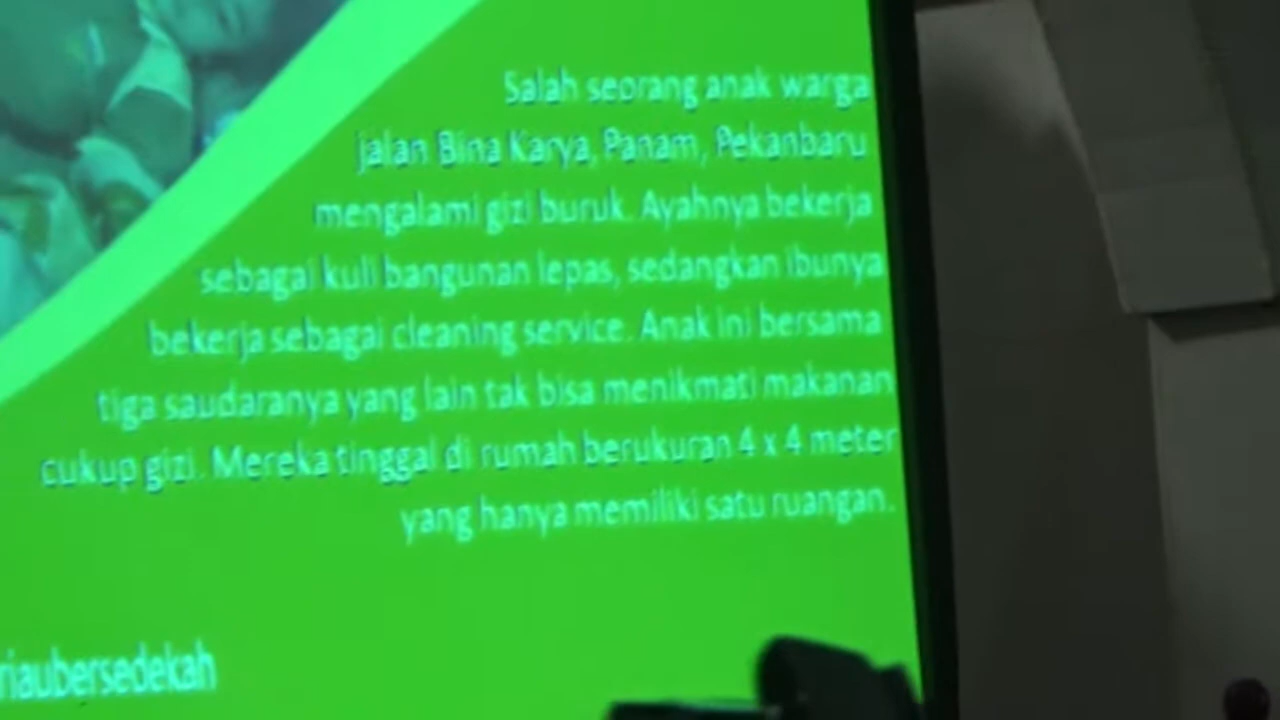 Salah seorang anak warga
jalan Bina Karya, Panam, Pekanbaru
mengalami gizi buruk. Ayahnya bekerja
sebagai kuli bangunan lepas, sedangkan ibunya
bekerja sebagai cleaning service. Anak ini bersama
tiga saudaranya yang lain tak bisa menikmati makanan
cukup gizi. Mereka tinggal di rumah berukuran 4 x 4 meter
yang hanya memiliki satu ruangan.
riaubersedekah